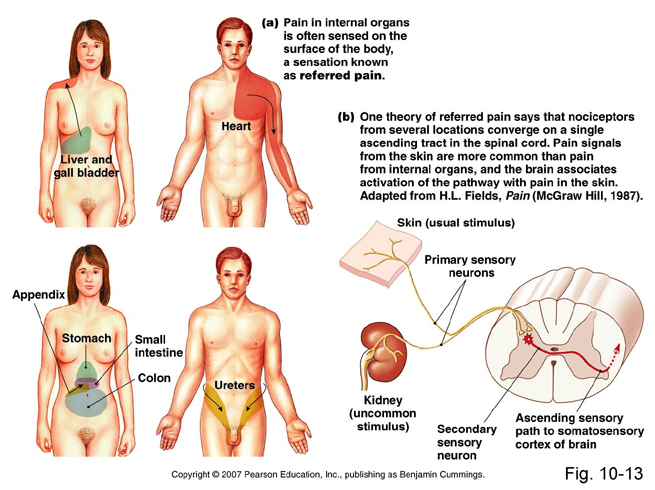 (a) Pain in internal organs
is often sensed on the
surface of the body,
a sensation known
as referred pain.
Heart
Liver and
gall bladder
(b) One theory of referred pain says that nociceptors
from several locations converge on a single
ascending tract in the spinal cord. Pain signals
from the skin are more common than pain
from internal organs, and the brain associates
activation of the pathway with pain in the skin.
Adapted from H.L. Fields, Pain (McGraw Hill, 1987).
Skin (usual stimulus)
Primary sensory
neurons
Appendix
Stomach
Small
intestine
Colon
Ureters
Kidney
(uncommon
stimulus)
Secondary
sensory
neuron
Ascending sensory
path to somatosensory
cortex of brain
Copyright © 2007 Pearson Education, Inc., publishing as Benjamin Cummings.
Fig. 10-13